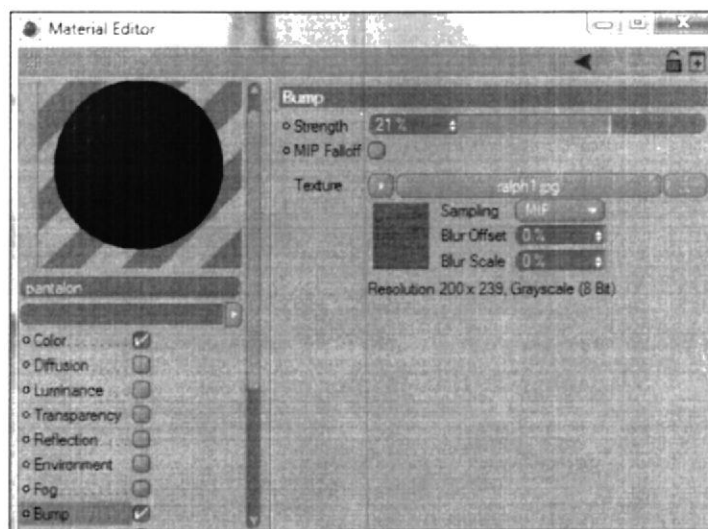 Material Editor
Bump
Strength 21 %
MIP Falloff
Texture ralph1.jpg ...
Sampling MIP
Blur Offset 0 %
Blur Scale 0 %
Resolution 200 x 239, Grayscale (8 Bit)
pantalon
Color
Diffusion
Luminance
Transparency
Reflection
Environment
Fog
Bump